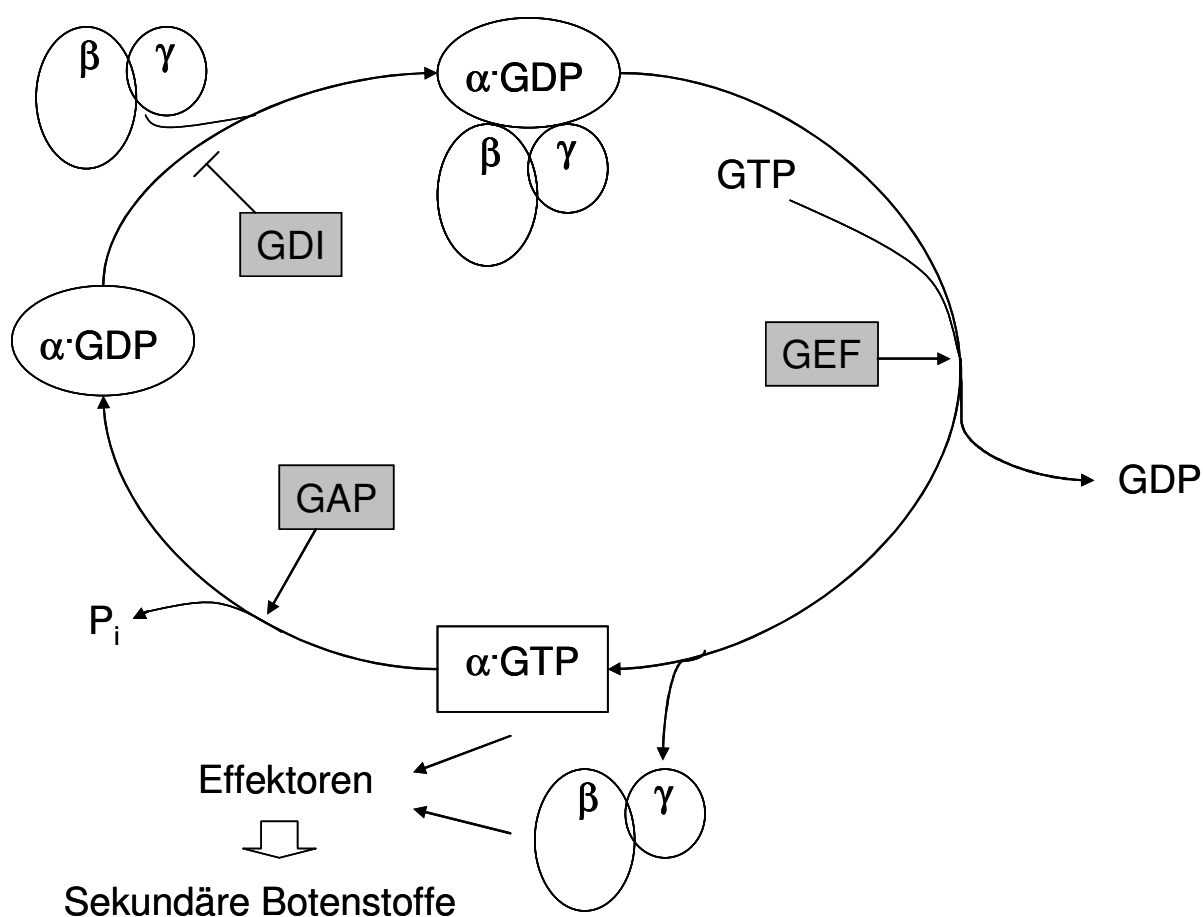 β γ
α·GDP
β γ
GTP
GDI
α·GDP
GEF
GDP
GAP
Pi
α·GTP
Effektoren
β γ
Sekundäre Botenstoffe